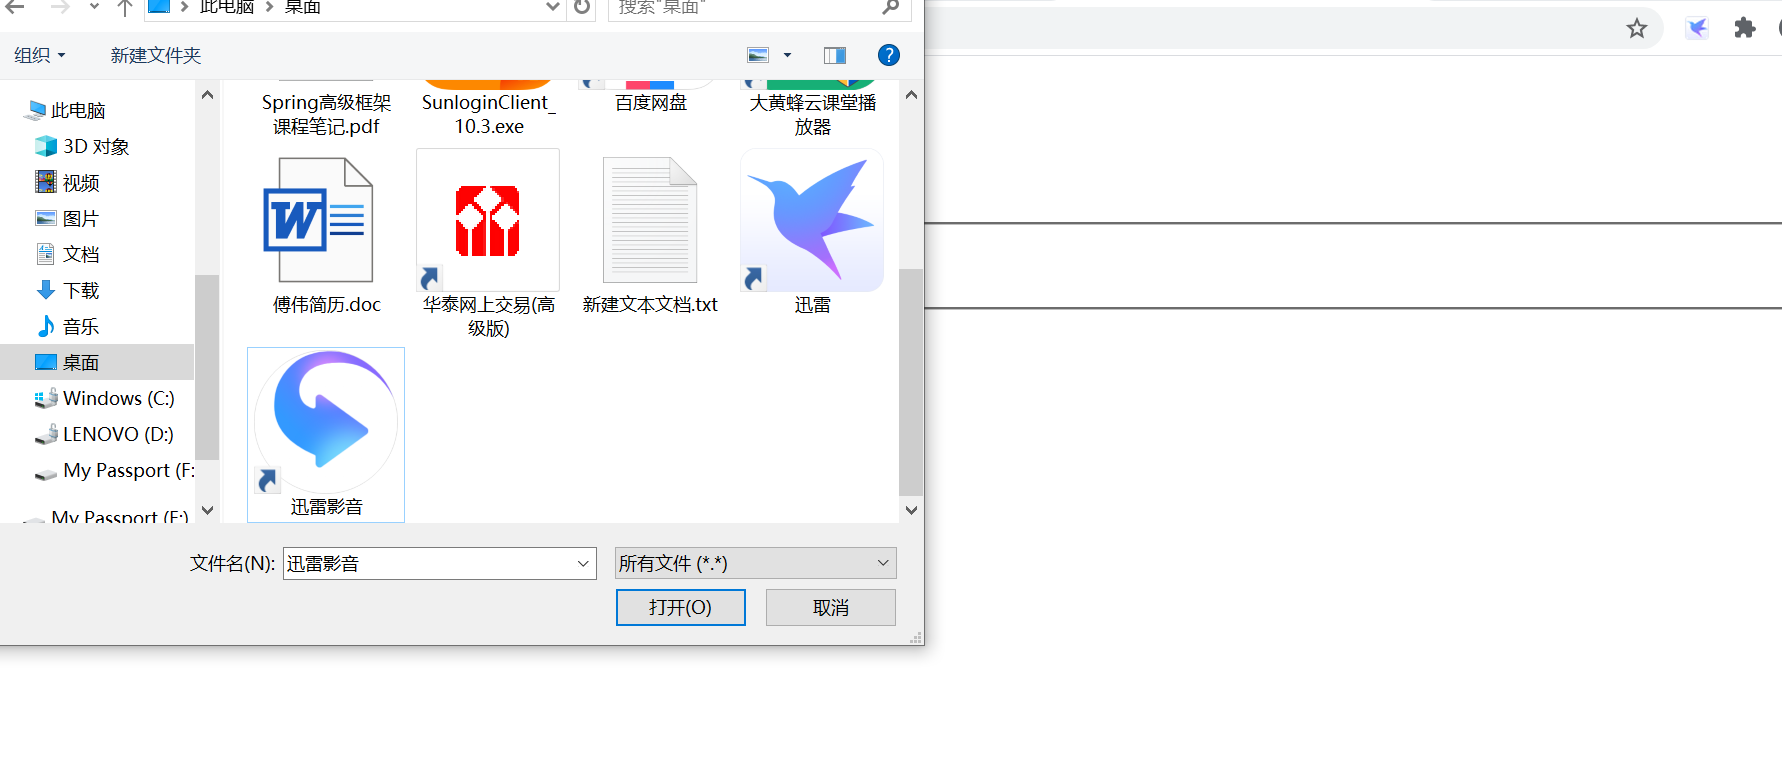 此电脑 桌面 搜索"桌面"
组织 新建文件夹
此电脑
3D 对象
视频
图片
文档
下载
音乐
桌面
Windows (C:)
LENOVO (D:)
My Passport (F:
My Passport (F:)
Spring高级框架
课程笔记.pdf
SunloginClient_
10.3.exe
百度网盘
大黄蜂云课堂播
放器
W
傅伟简历.doc
华泰网上交易(高
级版)
新建文本文档.txt
迅雷
迅雷影音
文件名(N): 迅雷影音 所有文件 (*.*)
打开(O) 取消